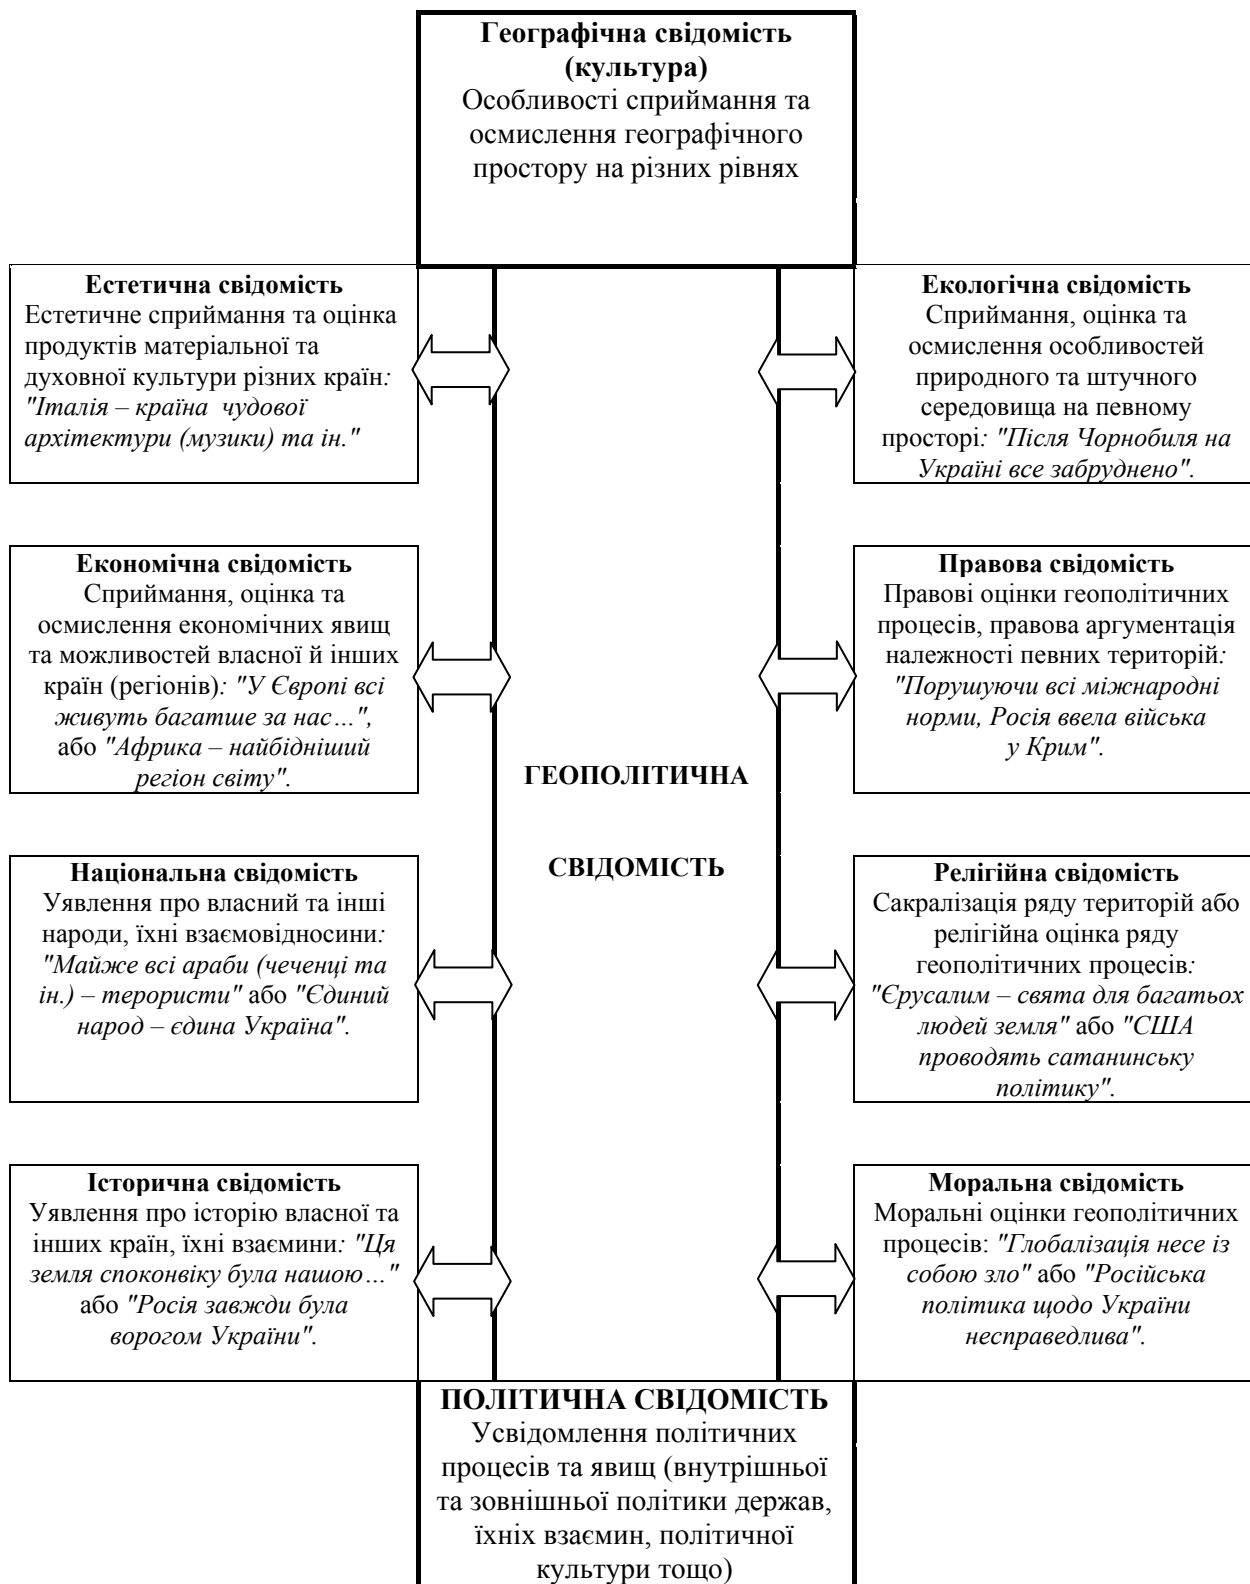 Географічна свідомість
(культура)
Особливості сприймання та
осмислення географічного
простору на різних рівнях
Естетична свідомість
Естетичне сприймання та оцінка
продуктів матеріальної та
духовної культури різних країн:
"Італія – країна чудової
архітектури (музики) та ін."
Екологічна свідомість
Сприймання, оцінка та
осмислення особливостей
природного та штучного
середовища на певному
просторі: "Після Чорнобиля на
Україні все забруднено".
Економічна свідомість
Сприймання, оцінка та
осмислення економічних явищ
та можливостей власної й інших
країн (регіонів): "У Європі всі
живуть багатше за нас…",
або "Африка – найбідніший
регіон світу".
Правова свідомість
Правові оцінки геополітичних
процесів, правова аргументація
належності певних територій:
"Порушуючи всі міжнародні
норми, Росія ввела війська
у Крим".
ГЕОПОЛІТИЧНА
СВІДОМІСТЬ
Національна свідомість
Уявлення про власний та інші
народи, їхні взаємовідносини:
"Майже всі араби (чеченці та
ін.) – терористи" або "Єдиний
народ – єдина Україна".
Релігійна свідомість
Сакралізація ряду територій або
релігійна оцінка ряду
геополітичних процесів:
"Єрусалим – свята для багатьох
людей земля" або "США
проводять сатанинську
політику".
Історична свідомість
Уявлення про історію власної та
інших країн, їхні взаємини: "Ця
земля споконвіку була нашою…"
або "Росія завжди була
ворогом України".
Моральна свідомість
Моральні оцінки геополітичних
процесів: "Глобалізація несе із
собою зло" або "Російська
політика щодо України
несправедлива".
ПОЛІТИЧНА СВІДОМІСТЬ
Усвідомлення політичних
процесів та явищ (внутрішньої
та зовнішньої політики держав,
їхніх взаємин, політичної
культури тощо)